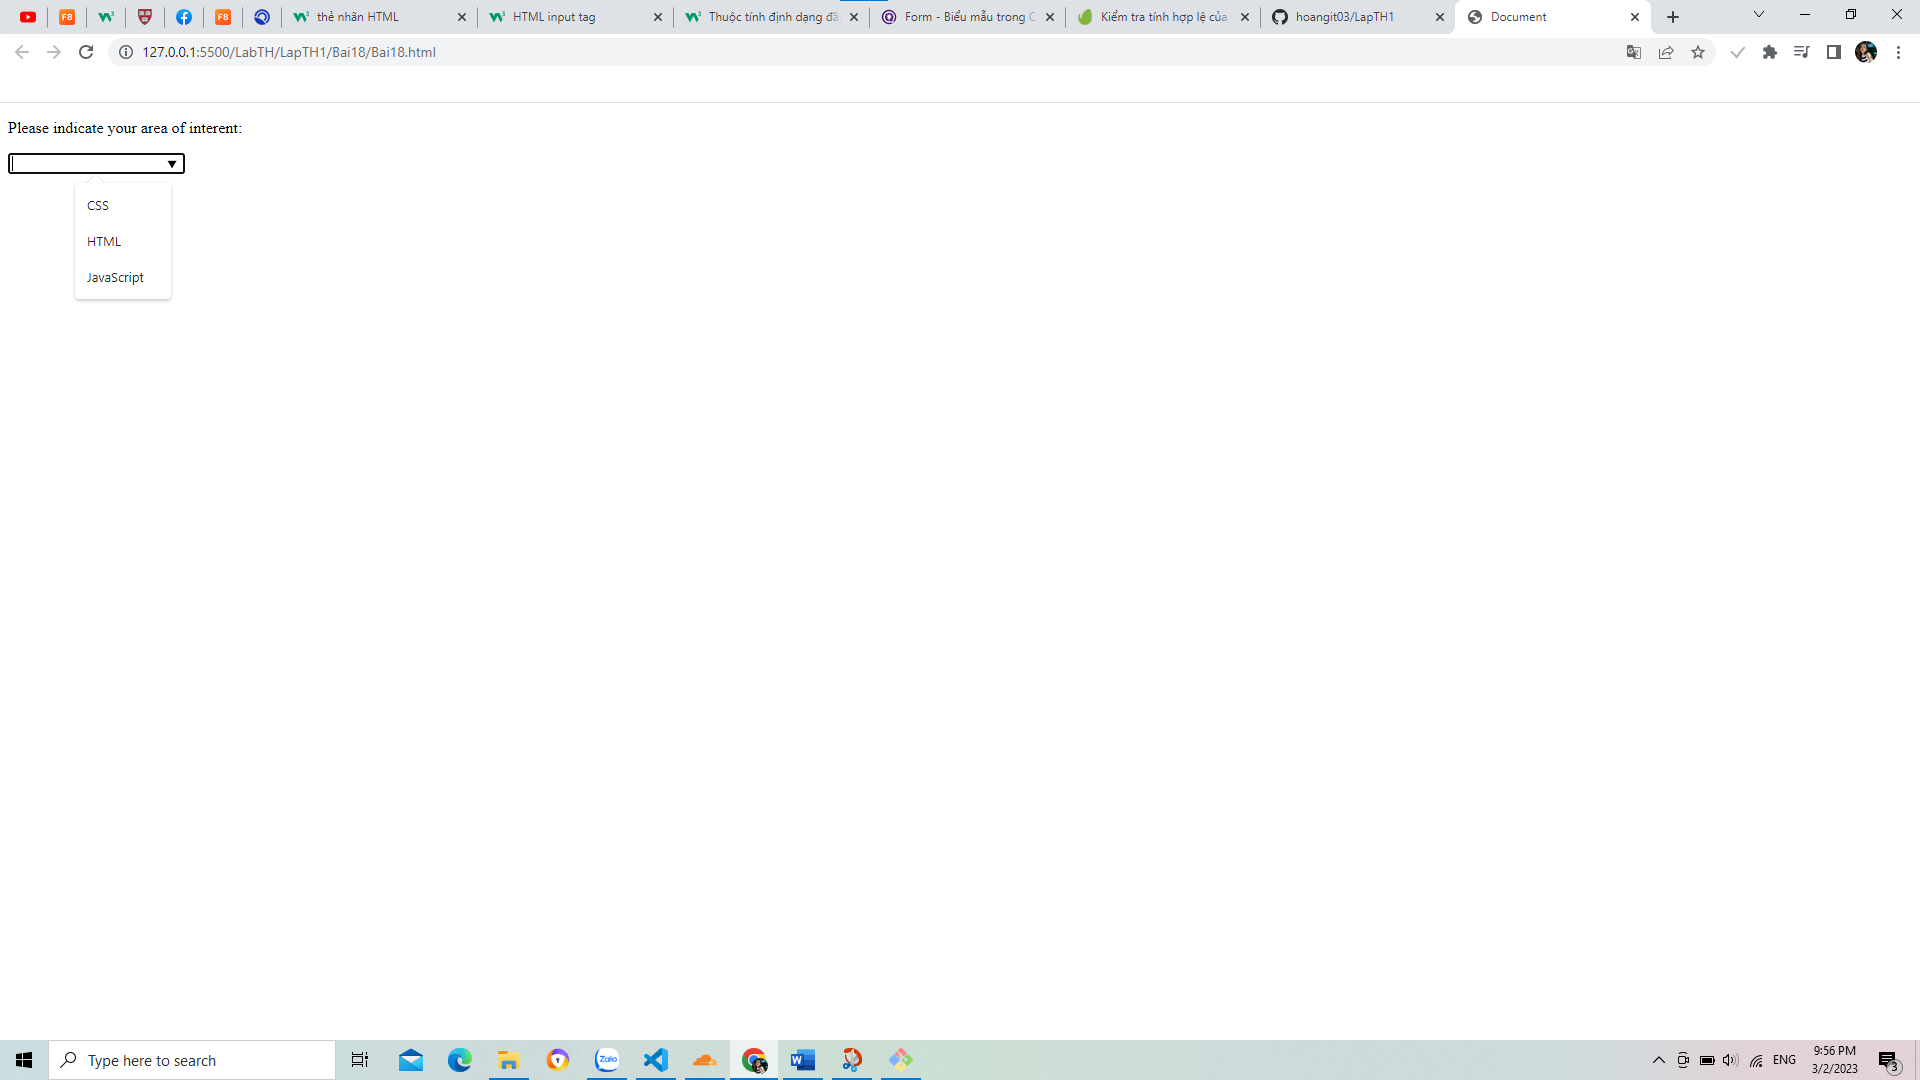 F8
F8
thẻ nhãn HTML
HTML input tag
Thuộc tính định dạng đầ
Form - Biểu mẫu trong C
Kiểm tra tính hợp lệ của
hoangit03/LapTH1
Document
127.0.0.1:5500/LabTH/LapTH1/Bai18/Bai18.html
Please indicate your area of interent:
CSS
HTML
JavaScript
Type here to search
Zalo
W
ENG
9:56 PM
3/2/2023
3